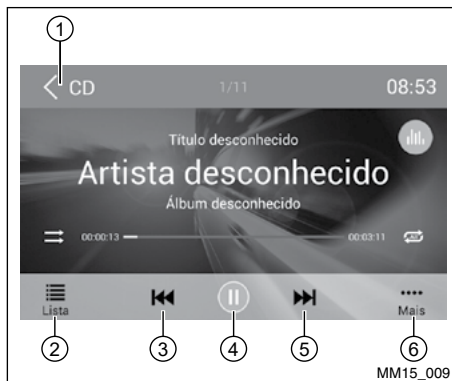 1
CD 1/11 08:53
Título desconhecido
Artista desconhecido
Álbum desconhecido
00:00:13 00:03:11
Lista Mais
2 3 4 5 6
MM15_009